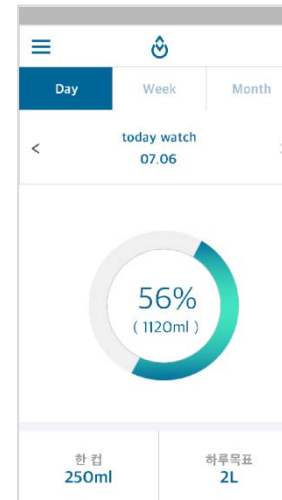 Day Week Month
today watch
07.06
56%
( 1120ml )
한 컵 하루목표
250ml 2L